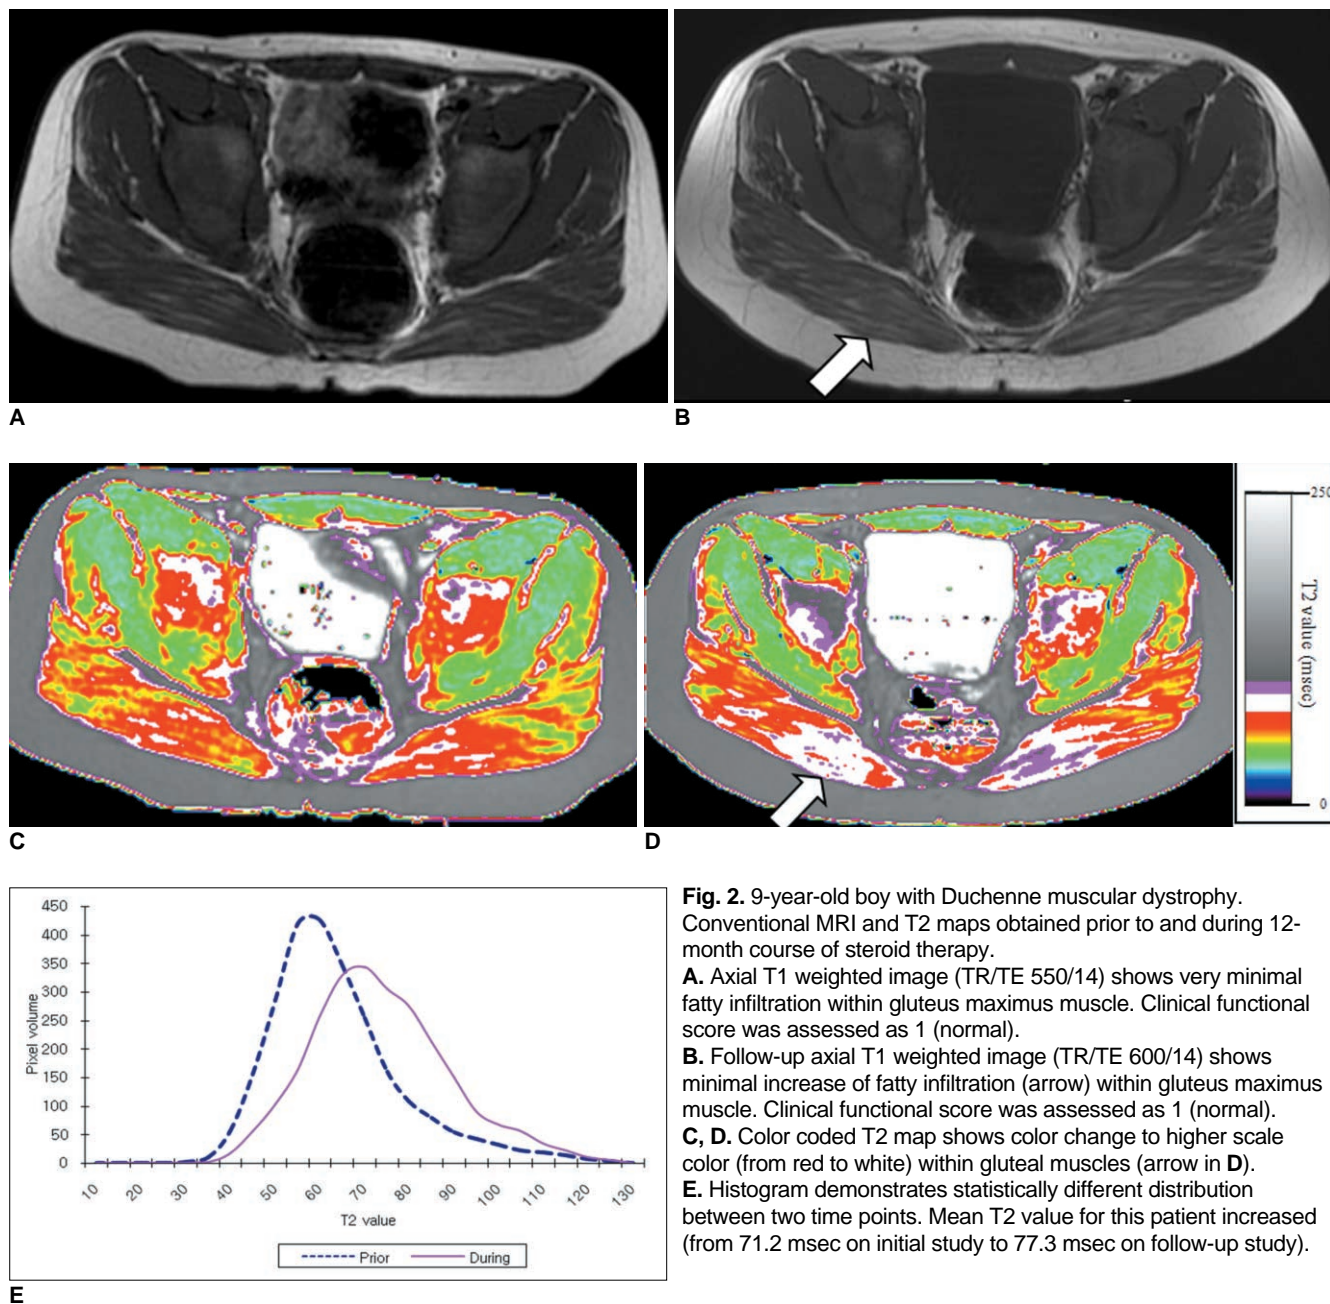 A
B
250
T2 value (msec)
0
C
D
450
400
350
300
250
200
150
100
50
0
Pixel volume
10
20
30
40
50
60
70
80
90
100
110
120
130
T2 value
Prior
During
E
Fig. 2. 9-year-old boy with Duchenne muscular dystrophy.
Conventional MRI and T2 maps obtained prior to and during 12-
month course of steroid therapy.
A. Axial T1 weighted image (TR/TE 550/14) shows very minimal
fatty infiltration within gluteus maximus muscle. Clinical functional
score was assessed as 1 (normal).
B. Follow-up axial T1 weighted image (TR/TE 600/14) shows
minimal increase of fatty infiltration (arrow) within gluteus maximus
muscle. Clinical functional score was assessed as 1 (normal).
C, D. Color coded T2 map shows color change to higher scale
color (from red to white) within gluteal muscles (arrow in D).
E. Histogram demonstrates statistically different distribution
between two time points. Mean T2 value for this patient increased
(from 71.2 msec on initial study to 77.3 msec on follow-up study).